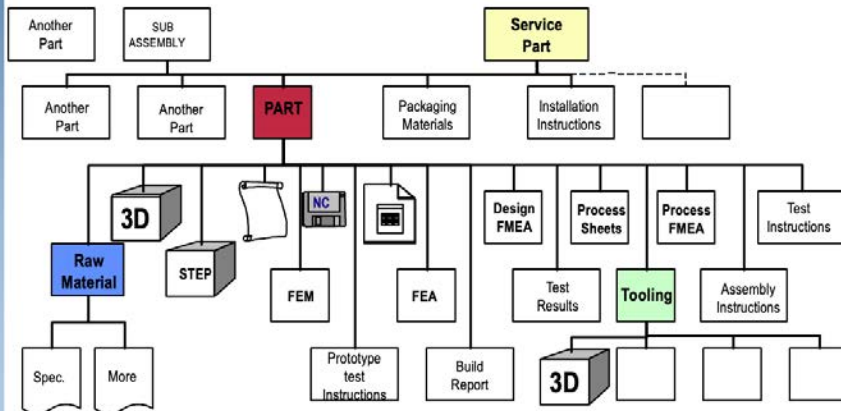 Another
Part
SUB
ASSEMBLY
Service
Part
Another
Part
Another
Part
PART
Packaging
Materials
Installation
Instructions
3D
NC
Design
FMEA
Process
Sheets
Process
FMEA
Test
Instructions
Raw
Material
STEP
FEM
FEA
Test
Results
Tooling
Assembly
Instructions
Spec.
More
Prototype
test
Instructions
Build
Report
3D